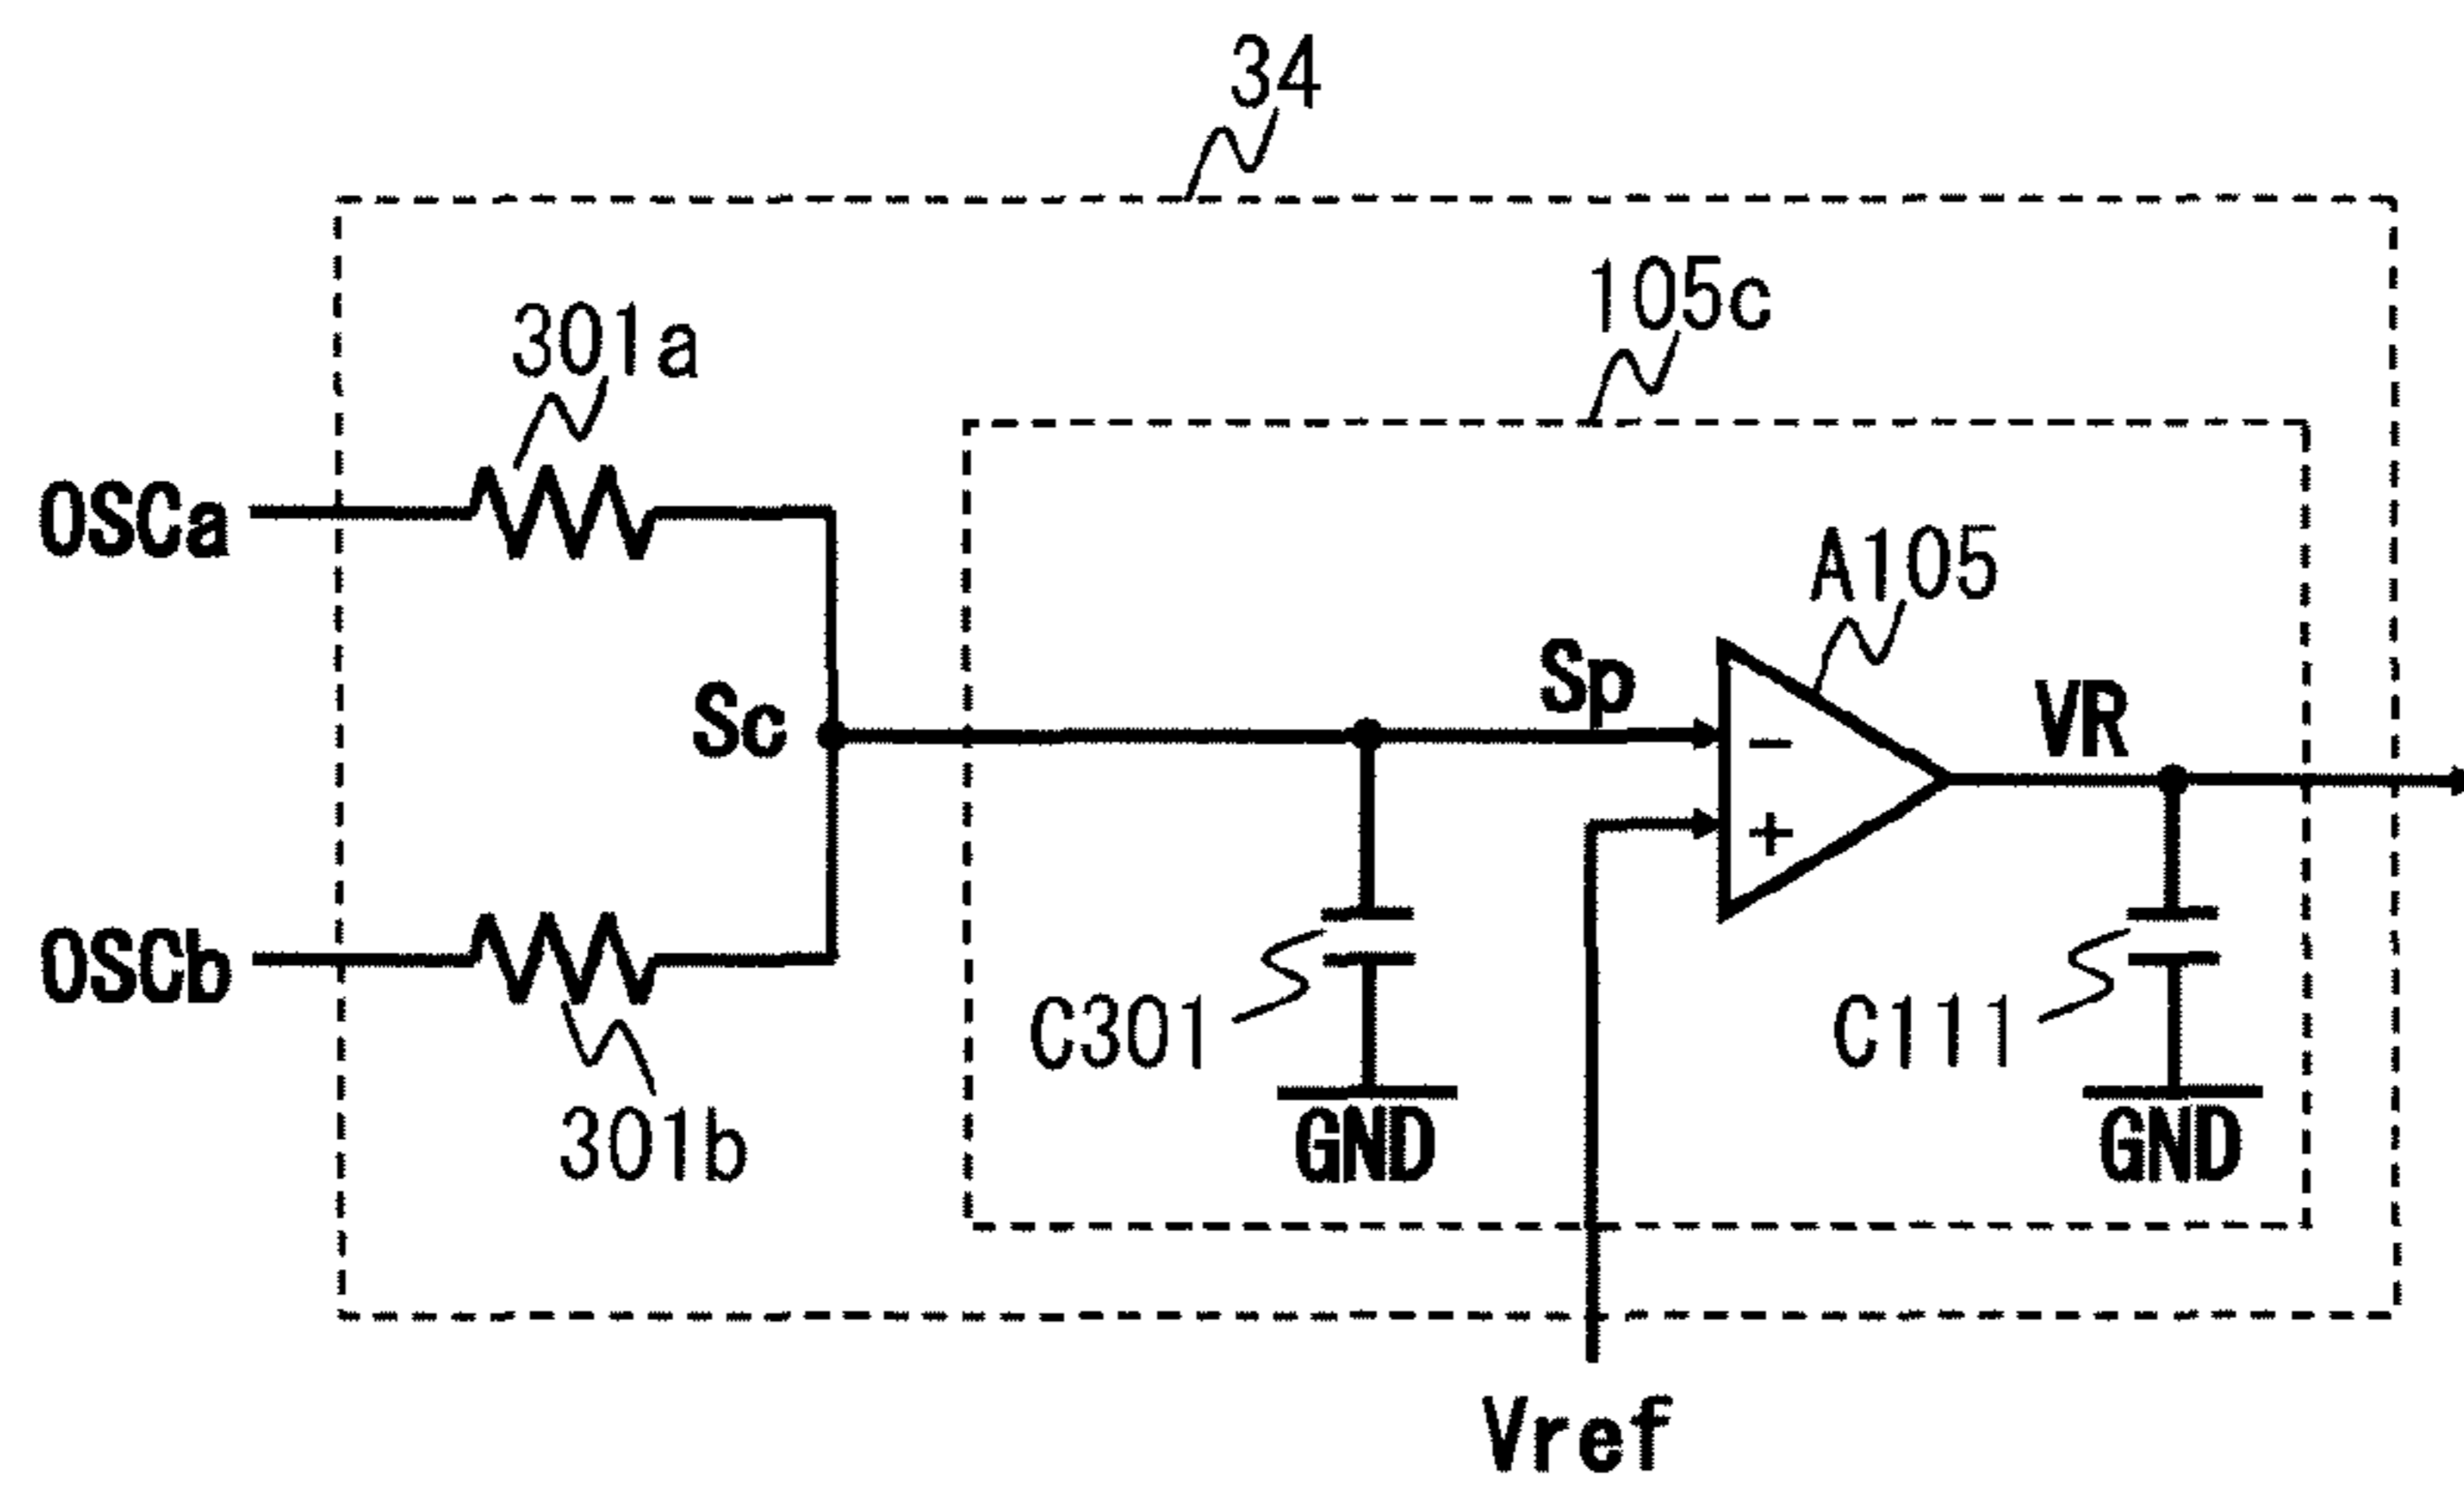 34
105c
301a
A105
OSCa
Sp
Sc
VR
-
+
OSCb
C301
C111
301b
GND
GND
Vref